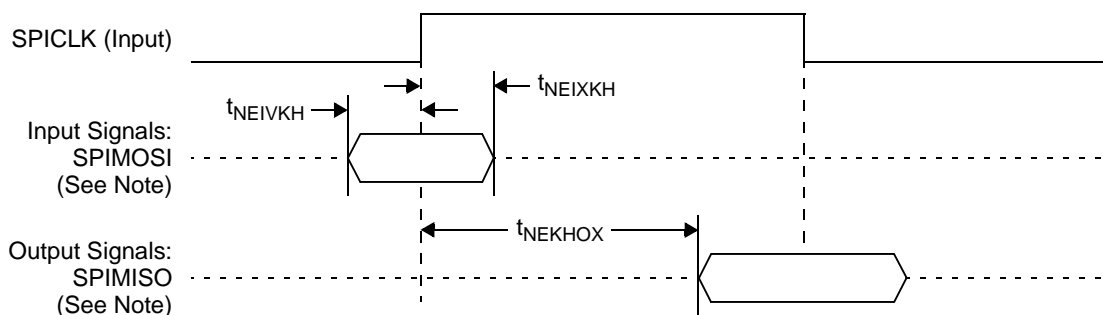 SPICLK (Input)
tNEIXKH
tNEIVKH
Input Signals:
SPIMOSI
(See Note)
tNEKHOX
Output Signals:
SPIMISO
(See Note)